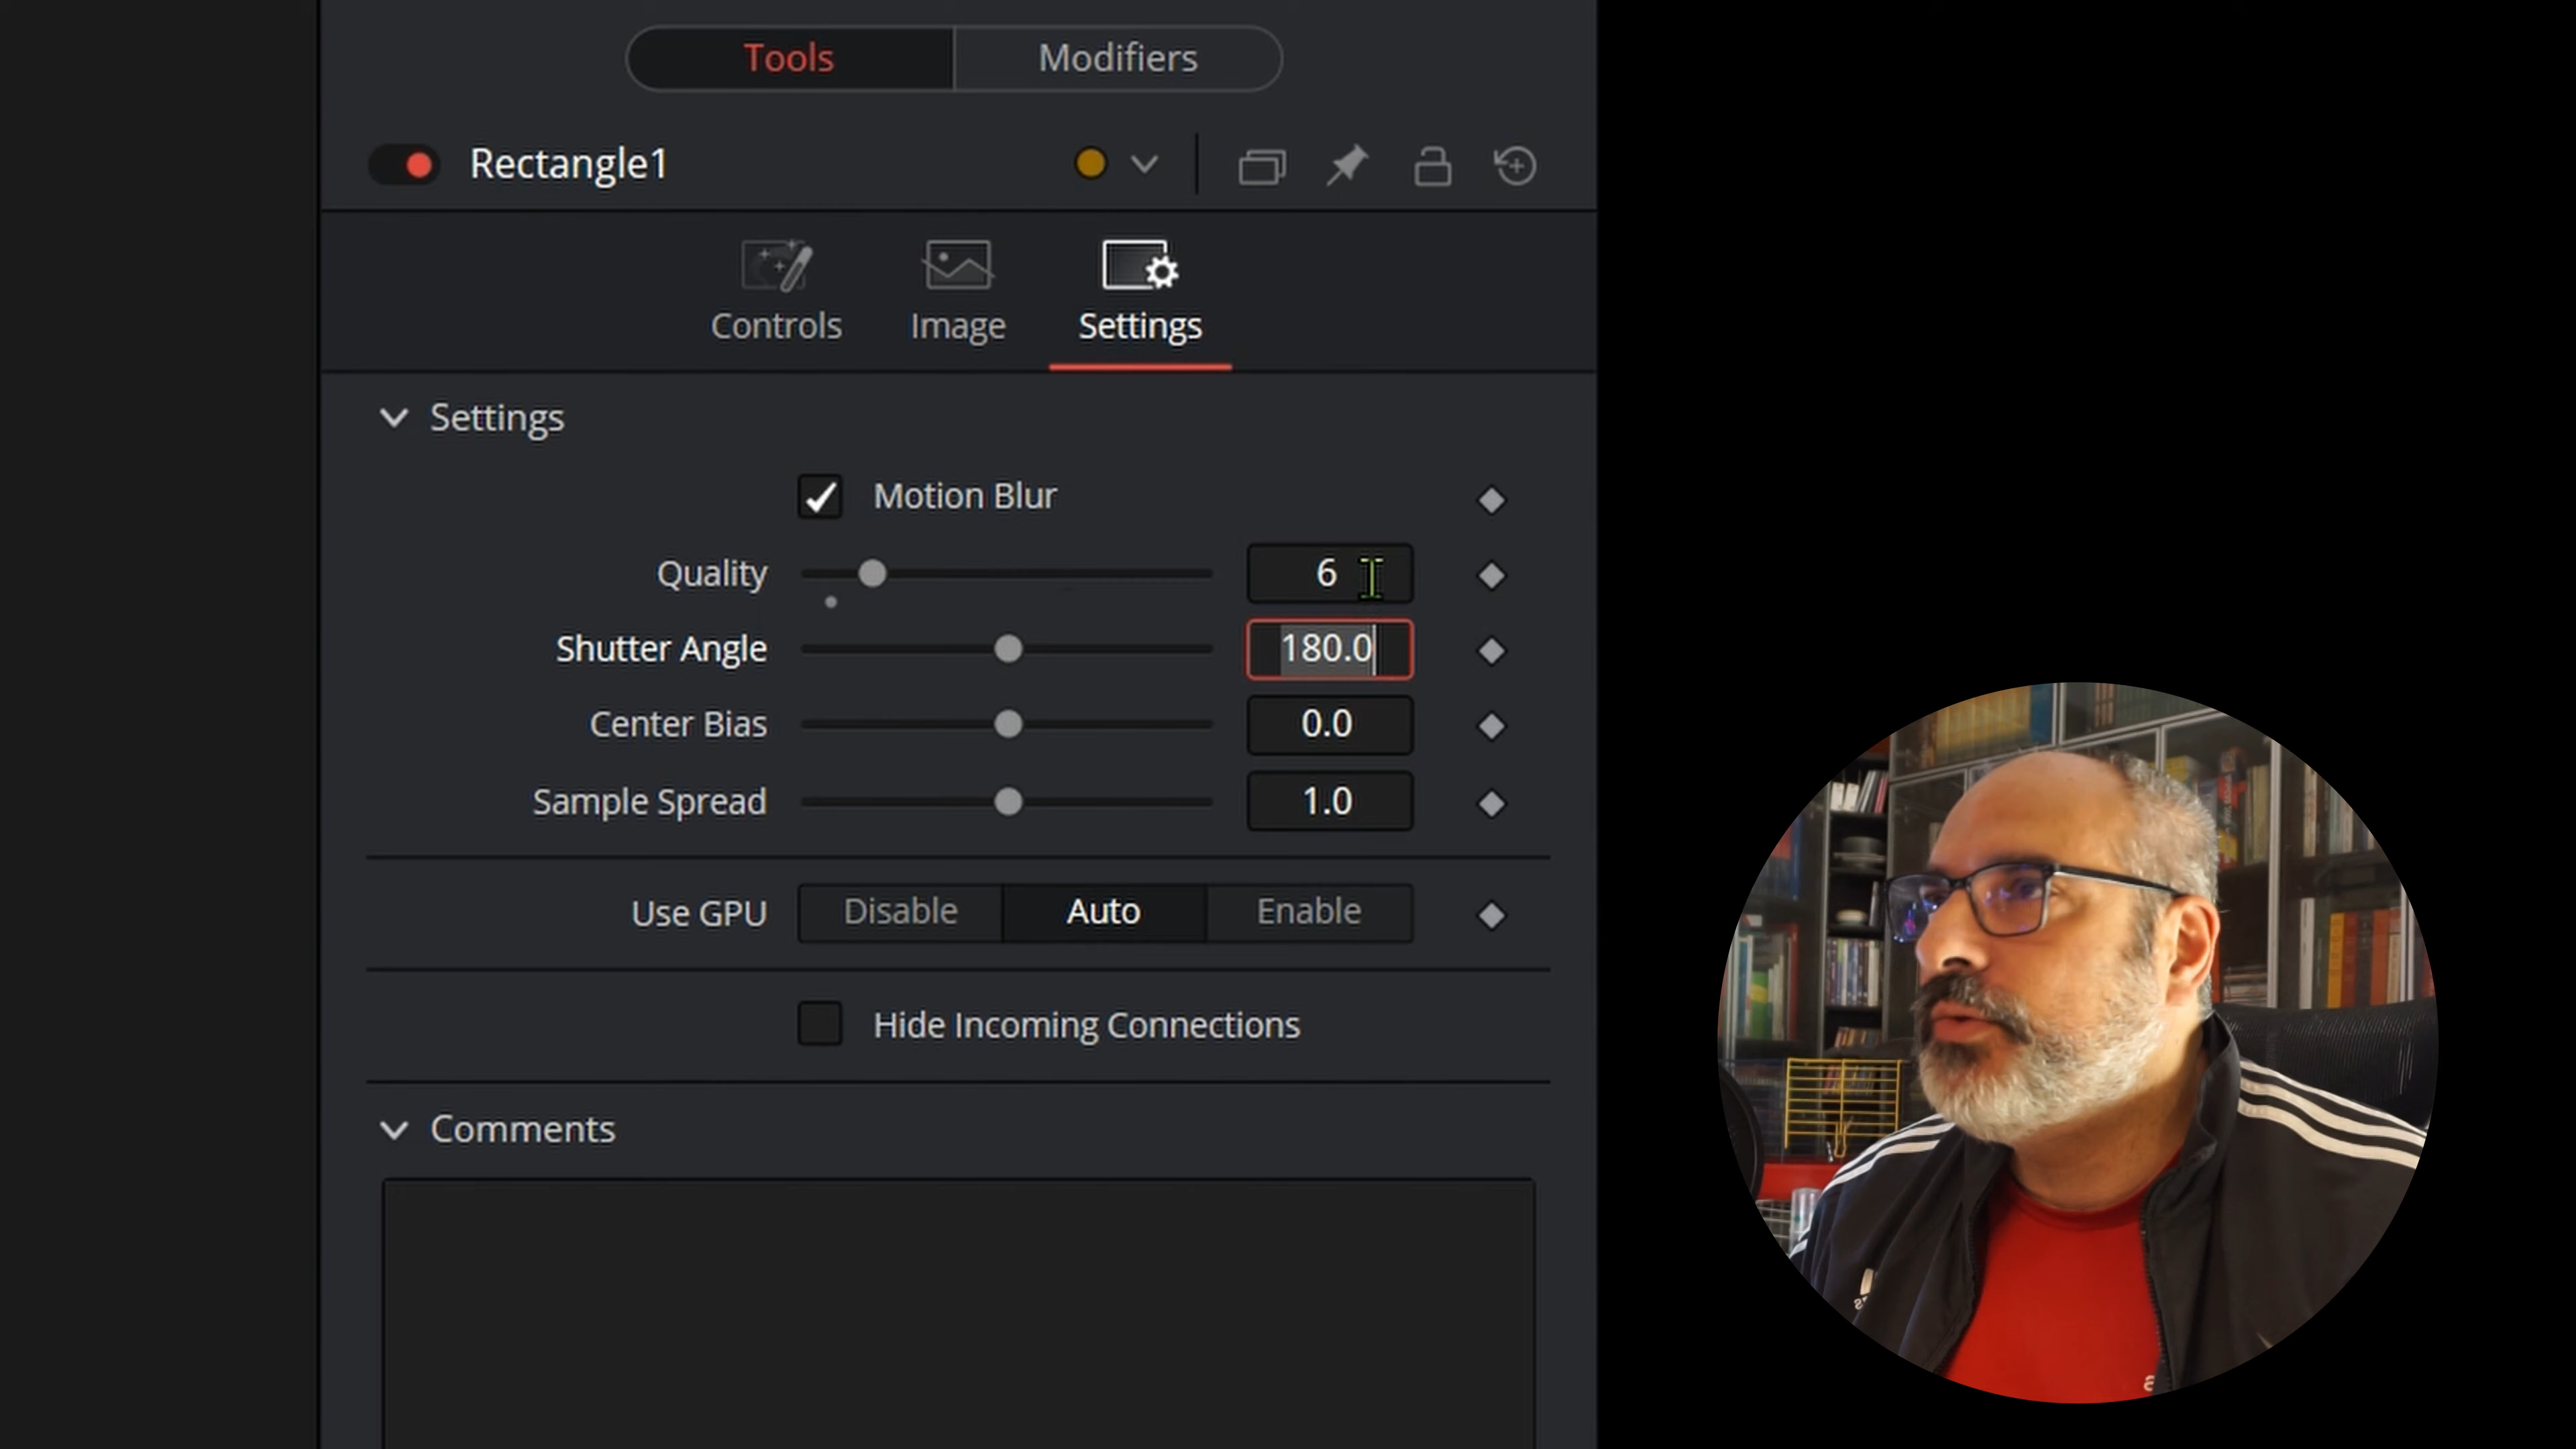 Tools Modifiers
Rectangle1
Controls Image Settings
Settings
Motion Blur
Quality 6
Shutter Angle 180.0
Center Bias 0.0
Sample Spread 1.0
Use GPU Disable Auto Enable
Hide Incoming Connections
Comments